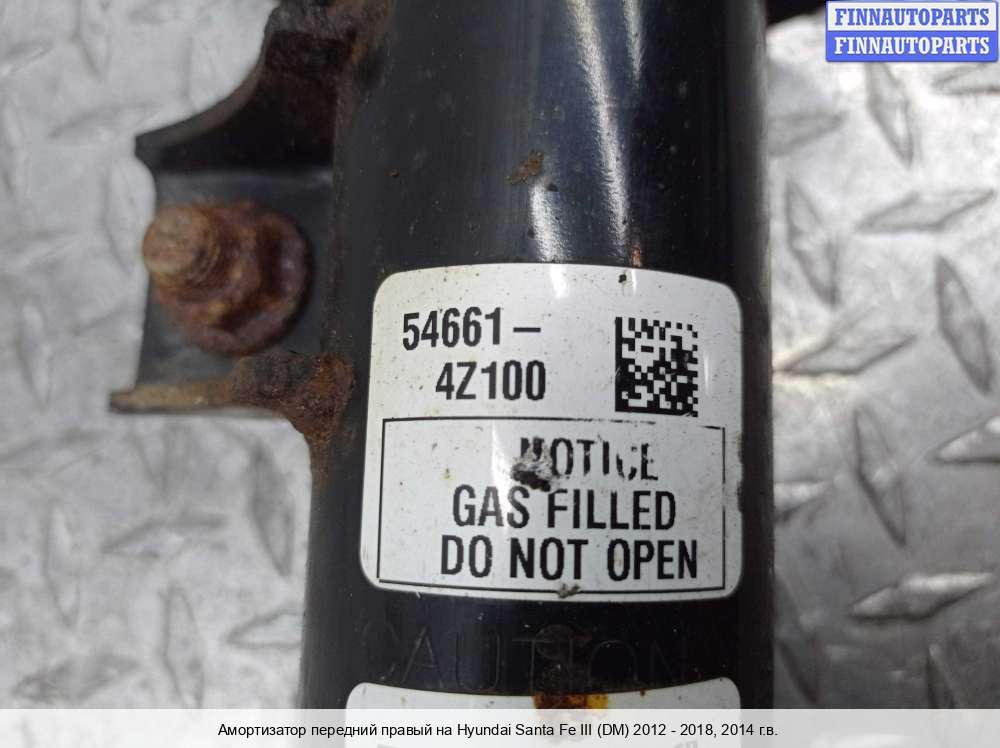 FINNAUTOPARTS
FINNAUTOPARTS
54661-
4Z100
NOTICE
GAS FILLED
DO NOT OPEN
CAUTION
Амортизатор передний правый на Hyundai Santa Fe III (DM) 2012 - 2018, 2014 г.в.